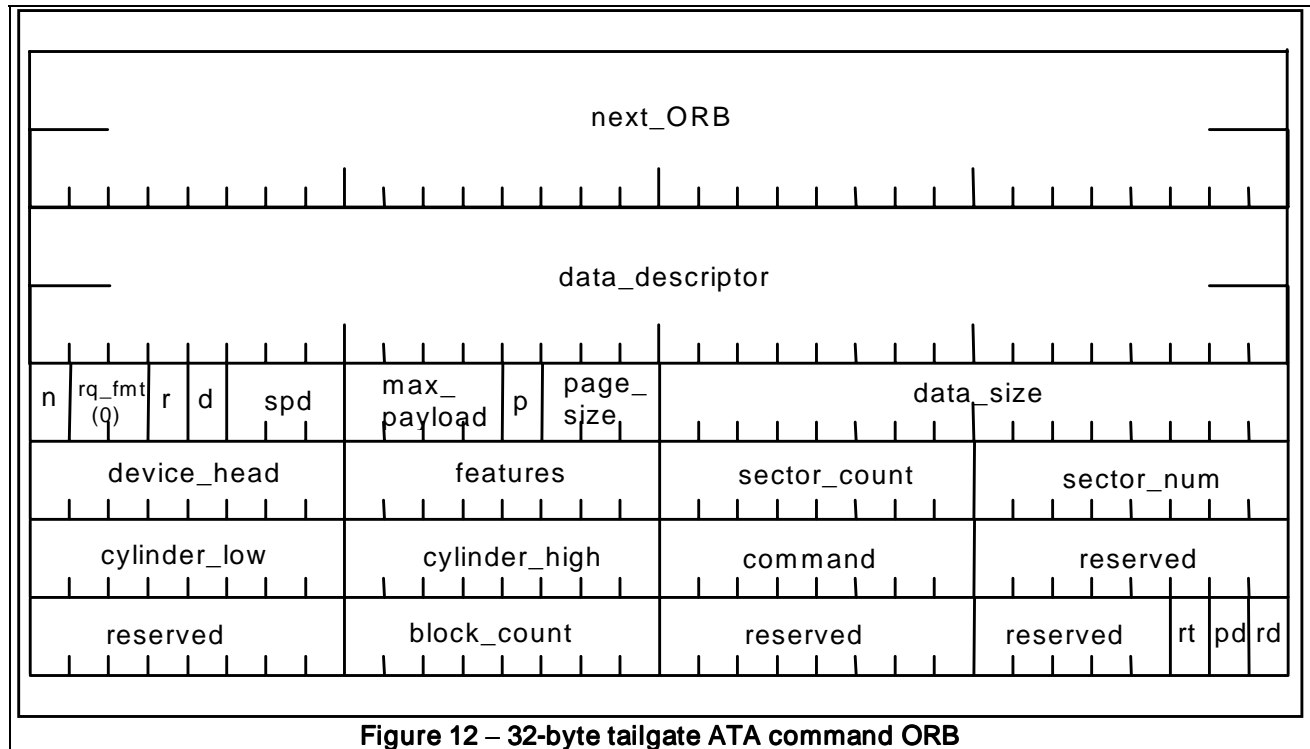 next_ORB
data_descriptor
n rq_fmt (0) r d spd max_ payload p page_ size data_size
device_head features sector_count sector_num
cylinder_low cylinder_high command reserved
reserved block_count reserved reserved rt pd rd
Figure 12 – 32-byte tailgate ATA command ORB